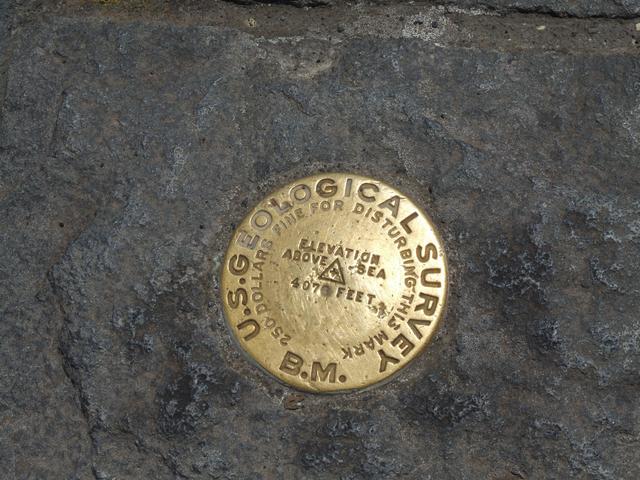 U.S. GEOLOGICAL SURVEY
B.M.
250 DOLLARS FINE FOR DISTURBING THIS MARK
ELEVATION
ABOVE SEA
FEET